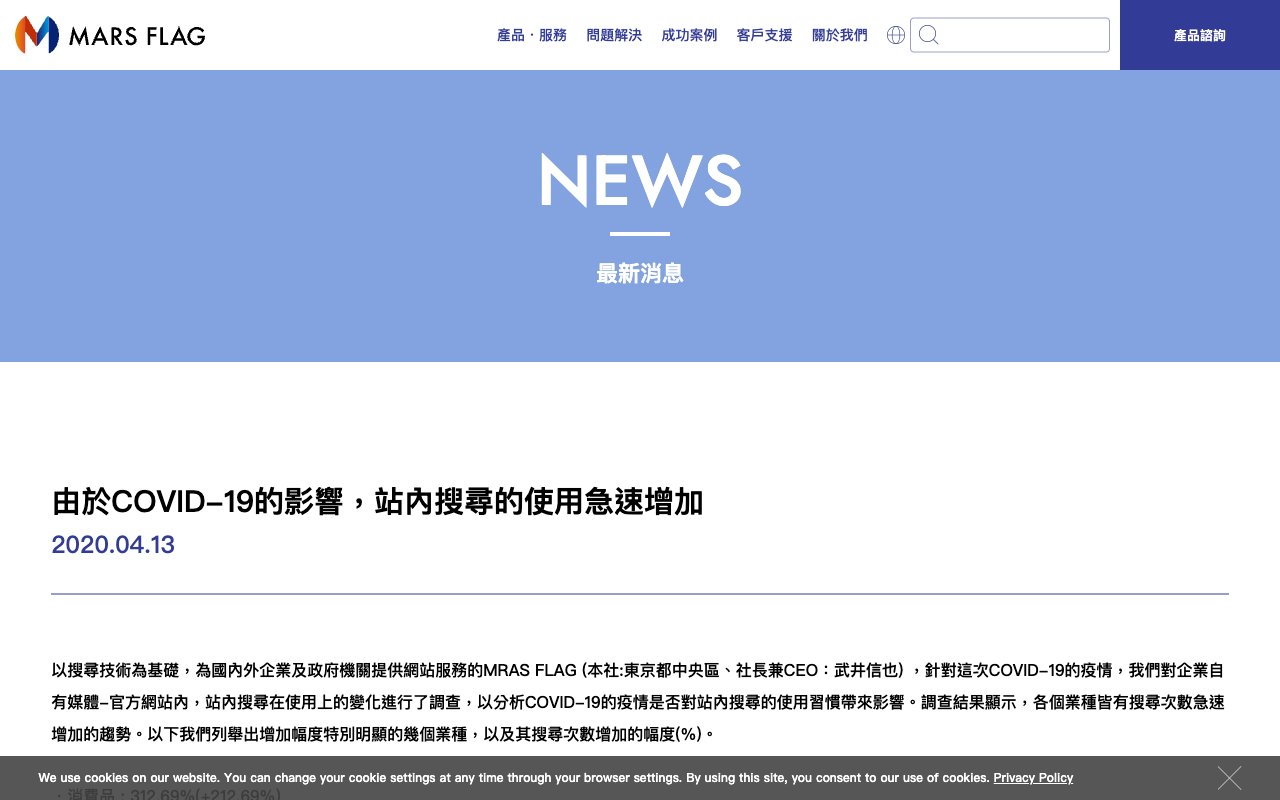 MARS FLAG
產品・服務 問題解決 成功案例 客戶支援 關於我們
產品諮詢
NEWS
最新消息
由於COVID-19的影響，站內搜尋的使用急速增加
2020.04.13
以搜尋技術為基礎，為國內外企業及政府機關提供網站服務的MRAS FLAG (本社:東京都中央區、社長兼CEO：武井信也) ，針對這次COVID-19的疫情，我們對企業自
有媒體-官方網站內，站內搜尋在使用上的變化進行了調查，以分析COVID-19的疫情是否對站內搜尋的使用習慣帶來影響。調查結果顯示，各個業種皆有搜尋次數急速
增加的趨勢。以下我們列舉出增加幅度特別明顯的幾個業種，以及其搜尋次數增加的幅度(%)。
We use cookies on our website. You can change your cookie settings at any time through your browser settings. By using this site, you consent to our use of cookies. Privacy Policy
・消費品：312.69%(+212.69%)